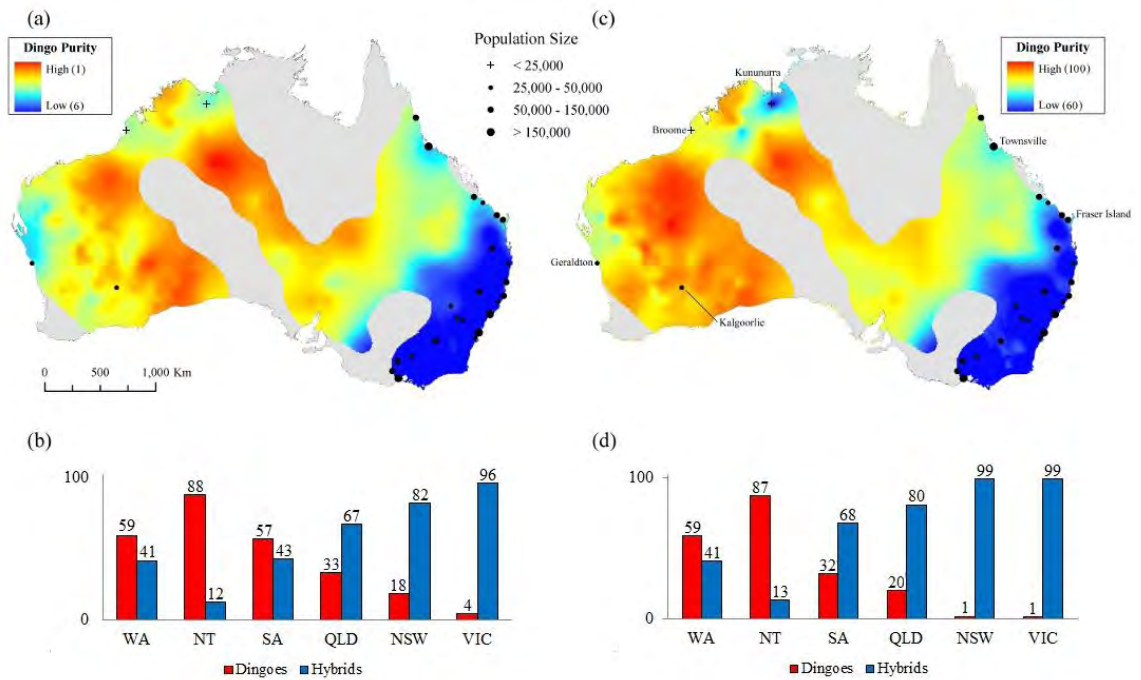 (a)
Dingo Purity
High (1)
Low (6)
Population Size
< 25,000
25,000 - 50,000
50,000 - 150,000
> 150,000
0 500 1,000 Km
(c)
Dingo Purity
High (100)
Low (60)
Kununurra
Broome
Townsville
Fraser Island
Geraldton
Kalgoorlie
(b)
100
0
59 41 88 12 57 43 33 67 18 82 4 96
WA NT SA QLD NSW VIC
Dingoes Hybrids
(d)
100
0
59 41 87 13 32 68 20 80 1 99 1 99
WA NT SA QLD NSW VIC
Dingoes Hybrids